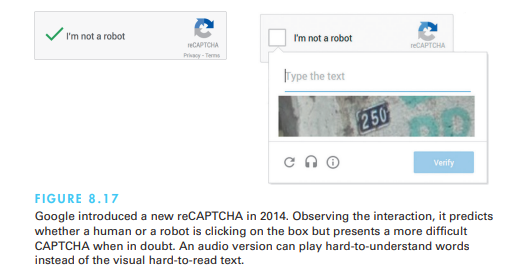 I'm not a robot
reCAPTCHA
Privacy - Terms
I'm not a robot
reCAPTCHA
Type the text
250
Verify
FIGURE 8.17
Google introduced a new reCAPTCHA in 2014. Observing the interaction, it predicts
whether a human or a robot is clicking on the box but presents a more difficult
CAPTCHA when in doubt. An audio version can play hard-to-understand words
instead of the visual hard-to-read text.